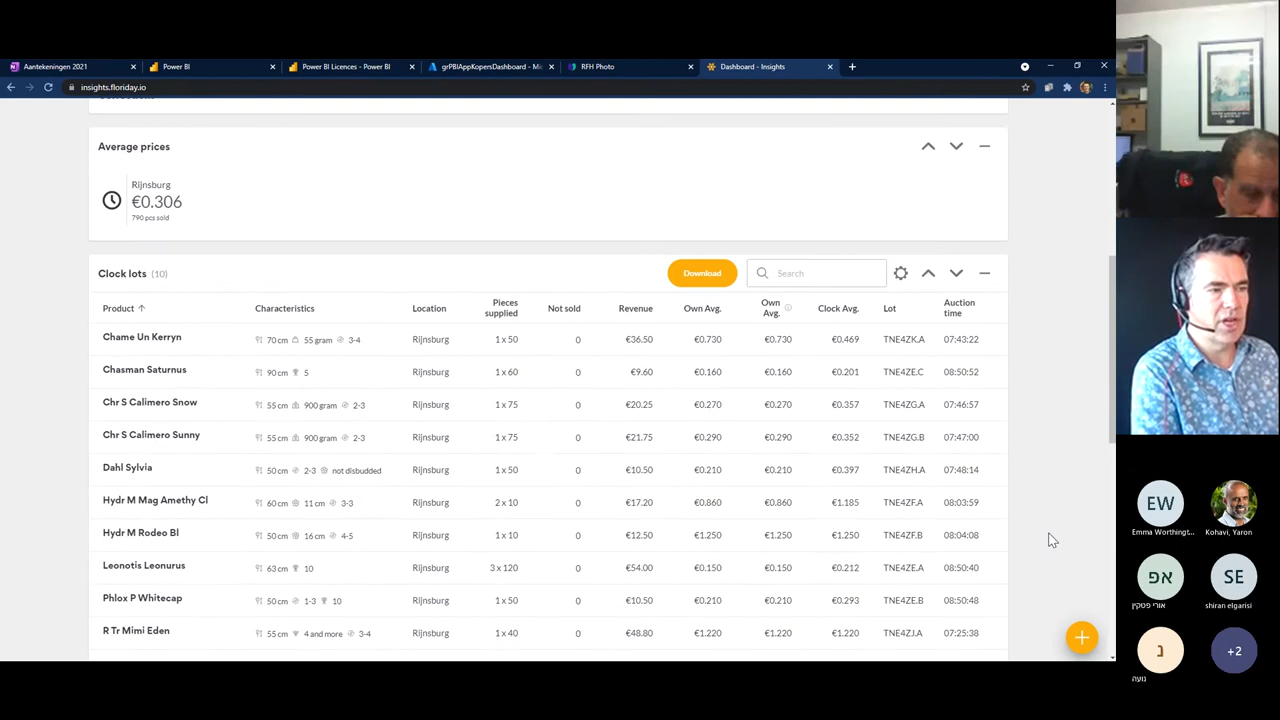 Aantekeningen 2021
Power BI
Power BI Licences - Power BI
grPBIAppKopersDashboard - Mic
RFH Photo
Dashboard - Insights
insights.floriday.io
Average prices
Rijnsburg
€0.306
790 pcs sold
Clock lots (10)
Download
Search
Product Characteristics Location Pieces supplied Not sold Revenue Own Avg. Own Avg. Clock Avg. Lot Auction time
Chame Un Kerryn 70 cm 55 gram 3-4 Rijnsburg 1 x 50 0 €36.50 €0.730 €0.730 €0.469 TNE4ZK.A 07:43:22
Chasman Saturnus 90 cm 5 Rijnsburg 1 x 60 0 €9.60 €0.160 €0.160 €0.201 TNE4ZE.C 08:50:52
Chr S Calimero Snow 55 cm 900 gram 2-3 Rijnsburg 1 x 75 0 €20.25 €0.270 €0.270 €0.357 TNE4ZG.A 07:46:57
Chr S Calimero Sunny 55 cm 900 gram 2-3 Rijnsburg 1 x 75 0 €21.75 €0.290 €0.290 €0.352 TNE4ZG.B 07:47:00
Dahl Sylvia 50 cm 2-3 not disbudded Rijnsburg 1 x 50 0 €10.50 €0.210 €0.210 €0.397 TNE4ZH.A 07:48:14
Hydr M Mag Amethy Cl 60 cm 11 cm 3-3 Rijnsburg 2 x 10 0 €17.20 €0.860 €0.860 €1.185 TNE4ZF.A 08:03:59
Hydr M Rodeo Bl 50 cm 16 cm 4-5 Rijnsburg 1 x 10 0 €12.50 €1.250 €1.250 €1.250 TNE4ZF.B 08:04:08
Leonotis Leonurus 63 cm 10 Rijnsburg 3 x 120 0 €54.00 €0.150 €0.150 €0.212 TNE4ZE.A 08:50:40
Phlox P Whitecap 50 cm 1-3 10 Rijnsburg 1 x 50 0 €10.50 €0.210 €0.210 €0.293 TNE4ZE.B 08:50:48
R Tr Mimi Eden 55 cm 4 and more 3-4 Rijnsburg 1 x 40 0 €48.80 €1.220 €1.220 €1.220 TNE4ZJ.A 07:25:38
EW
Emma Worthingt...
Kohavi, Yaron
אפ
אורי פטקין
SE
shiran elgarisi
נ
נועה
+2